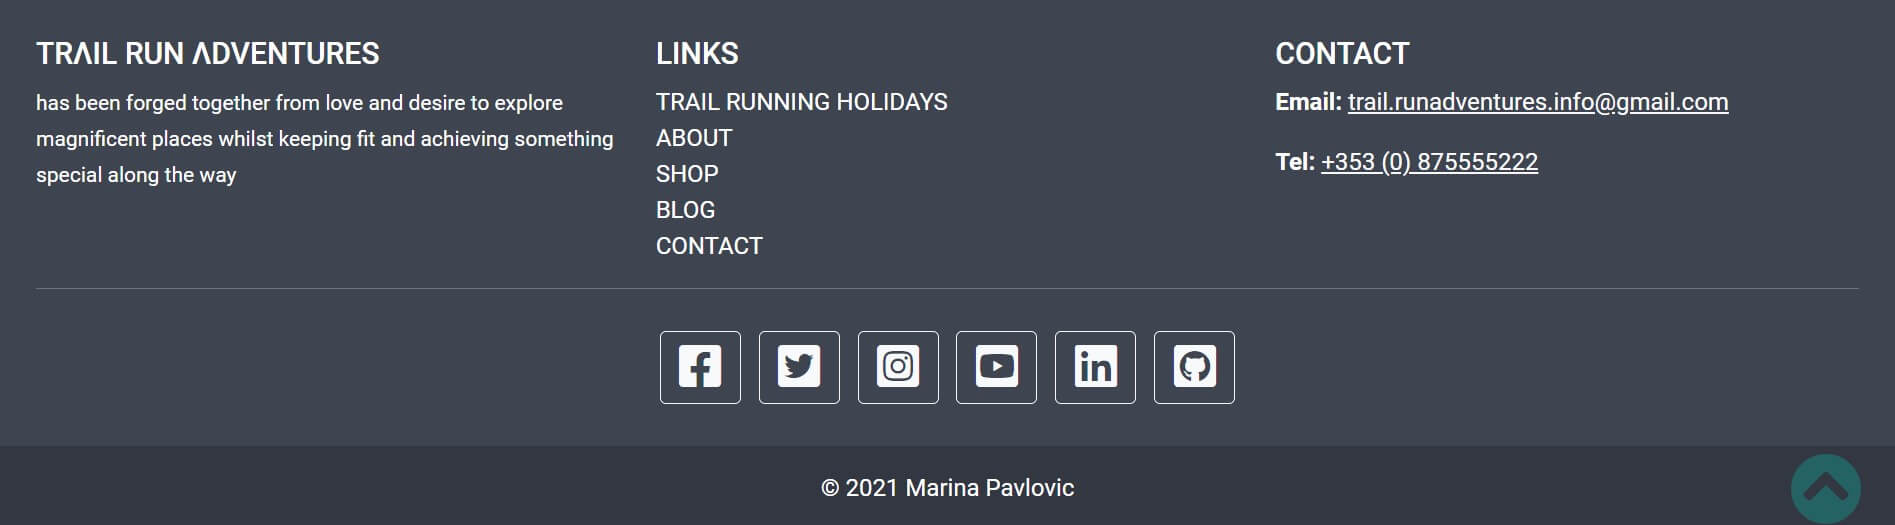 TRΛIL RUN ΛDVENTURES
has been forged together from love and desire to explore
magnificent places whilst keeping fit and achieving something
special along the way
LINKS
TRAIL RUNNING HOLIDAYS
ABOUT
SHOP
BLOG
CONTACT
CONTACT
Email: trail.runadventures.info@gmail.com
Tel: +353 (0) 875555222
© 2021 Marina Pavlovic